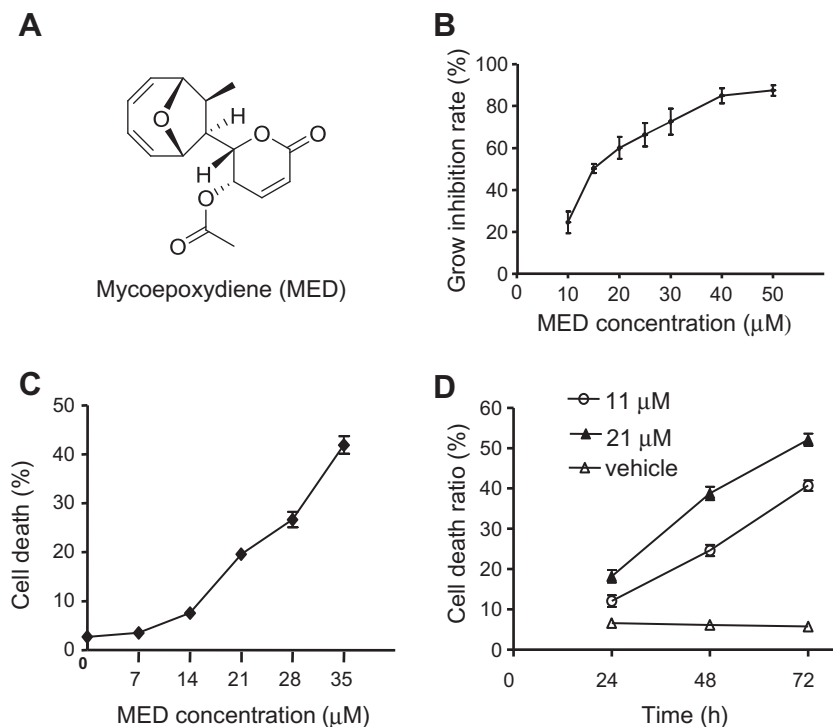 A
O
H
O
O
H
O
O
Mycoepoxydiene (MED)
B
Grow inhibition rate (%)
100
80
60
40
20
0
0 10 20 30 40 50
MED concentration (μM)
C
Cell death (%)
50
40
30
20
10
0
0 7 14 21 28 35
MED concentration (μM)
D
11 μM
21 μM
vehicle
Cell death ratio (%)
60
50
40
30
20
10
0
0 24 48 72
Time (h)